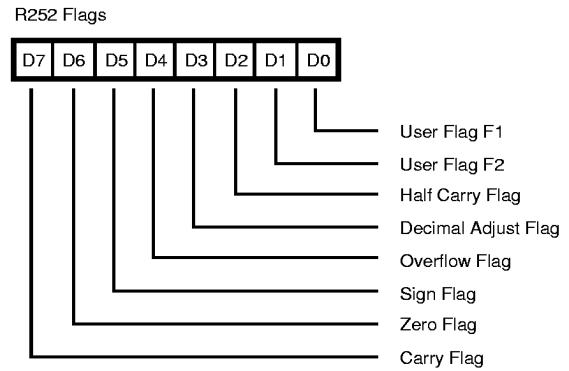 R252 Flags
D7 D6 D5 D4 D3 D2 D1 D0
User Flag F1
User Flag F2
Half Carry Flag
Decimal Adjust Flag
Overflow Flag
Sign Flag
Zero Flag
Carry Flag